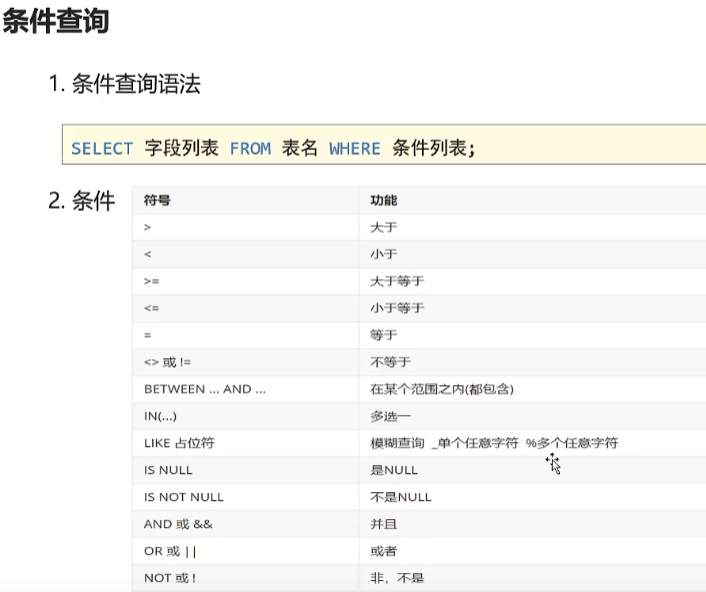 条件查询
1. 条件查询语法
SELECT 字段列表 FROM 表名 WHERE 条件列表;
2. 条件
符号 功能
> 大于
< 小于
>= 大于等于
<= 小于等于
= 等于
<> 或 != 不等于
BETWEEN ... AND ... 在某个范围之内(都包含)
IN(...) 多选一
LIKE 占位符 模糊查询 _单个任意字符 %多个任意字符
IS NULL 是NULL
IS NOT NULL 不是NULL
AND 或 && 并且
OR 或 || 或者
NOT 或 ! 非，不是